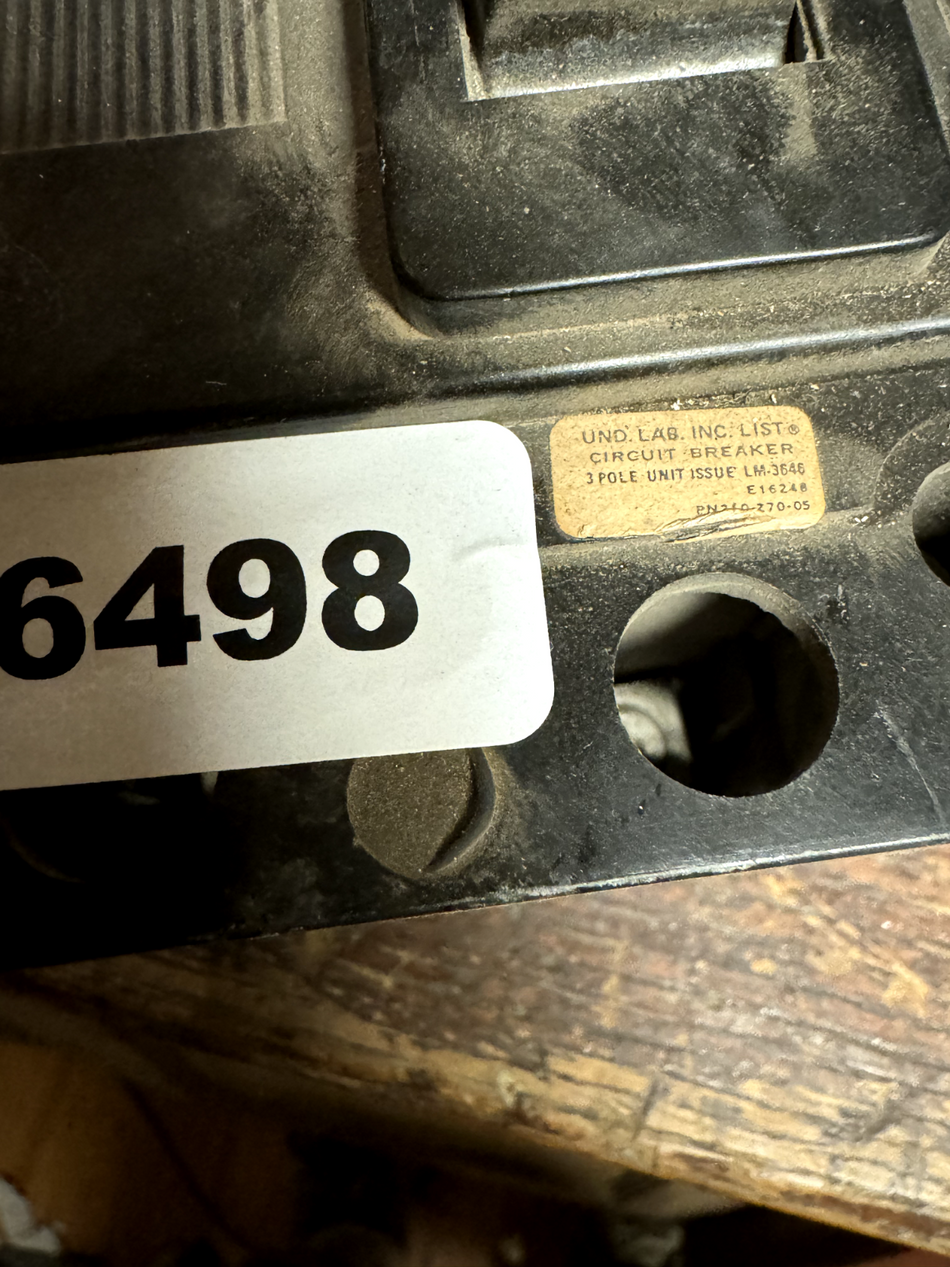 UND. LAB. INC. LIST®
CIRCUIT BREAKER
3 POLE UNIT ISSUE LM-3646
E16248
6498